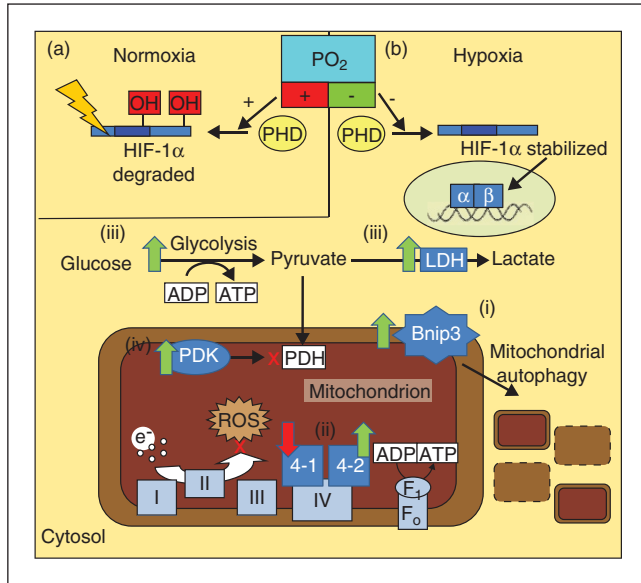 (a)
Normoxia
PO2
(b)
Hypoxia
+
-
OH
OH
+
PHD
-
PHD
HIF-1α
degraded
HIF-1α stabilized
α
β
(iii)
Glycolysis
(iii)
Glucose
Pyruvate
LDH
Lactate
ADP
ATP
(i)
Bnip3
(iv)
PDK
X
PDH
Mitochondrial
autophagy
Mitochondrion
ROS
X
(ii)
e-
4-1
4-2
ADP
ATP
I
II
III
IV
F1
Fo
Cytosol